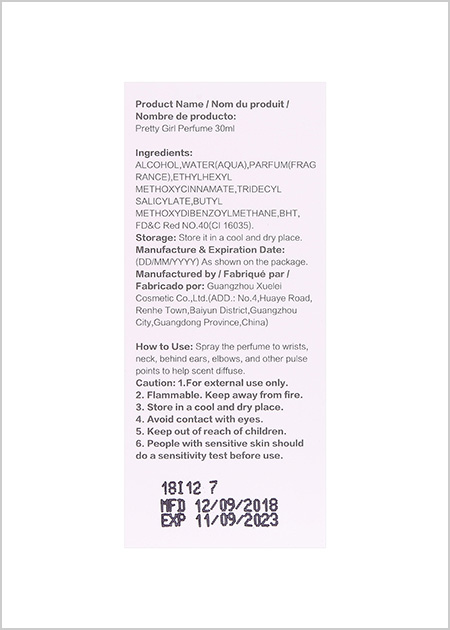 Product Name / Nom du produit /
Nombre de producto:
Pretty Girl Perfume 30ml
Ingredients:
ALCOHOL,WATER(AQUA),PARFUM(FRAG
RANCE),ETHYLHEXYL
METHOXYCINNAMATE,TRIDECYL
SALICYLATE,BUTYL
METHOXYDIBENZOYLMETHANE,BHT,
FD&C Red NO.40(CI 16035).
Storage: Store it in a cool and dry place.
Manufacture & Expiration Date:
(DD/MM/YYYY) As shown on the package.
Manufactured by / Fabriqué par /
Fabricado por: Guangzhou Xuelei
Cosmetic Co.,Ltd.(ADD.: No.4,Huaye Road,
Renhe Town,Baiyun District,Guangzhou
City,Guangdong Province,China)
How to Use: Spray the perfume to wrists,
neck, behind ears, elbows, and other pulse
points to help scent diffuse.
Caution: 1.For external use only.
2. Flammable. Keep away from fire.
3. Store in a cool and dry place.
4. Avoid contact with eyes.
5. Keep out of reach of children.
6. People with sensitive skin should
do a sensitivity test before use.
18I12 7
MFD 12/09/2018
EXP 11/09/2023